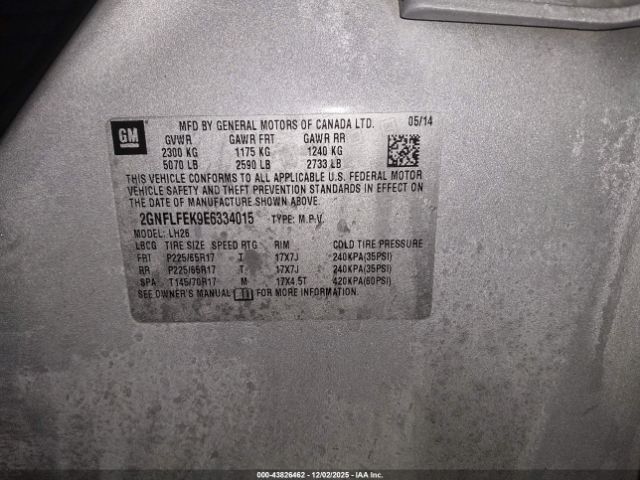 GM
MFD BY GENERAL MOTORS OF CANADA LTD. 05/14
GVWR GAWR FRT GAWR RR
2300 KG 1175 KG 1240 KG
5070 LB 2590 LB 2733 LB
THIS VEHICLE CONFORMS TO ALL APPLICABLE U.S. FEDERAL MOTOR
VEHICLE SAFETY AND THEFT PREVENTION STANDARDS IN EFFECT ON
THE DATE OF MANUFACTURE SHOWN ABOVE.
2GNFLFEK9E6334015 TYPE: M.P.V.
MODEL: LH26
LBCG TIRE SIZE SPEED RTG RIM COLD TIRE PRESSURE
FRT P225/65R17 T 17X7J 240KPA(35PSI)
RR P225/65R17 T 17X7J 240KPA(35PSI)
SPA T145/70R17 M 17X4.5T 420KPA(60PSI)
SEE OWNER'S MANUAL FOR MORE INFORMATION.
000-43826462 - 12/02/2025 - IAAI.com